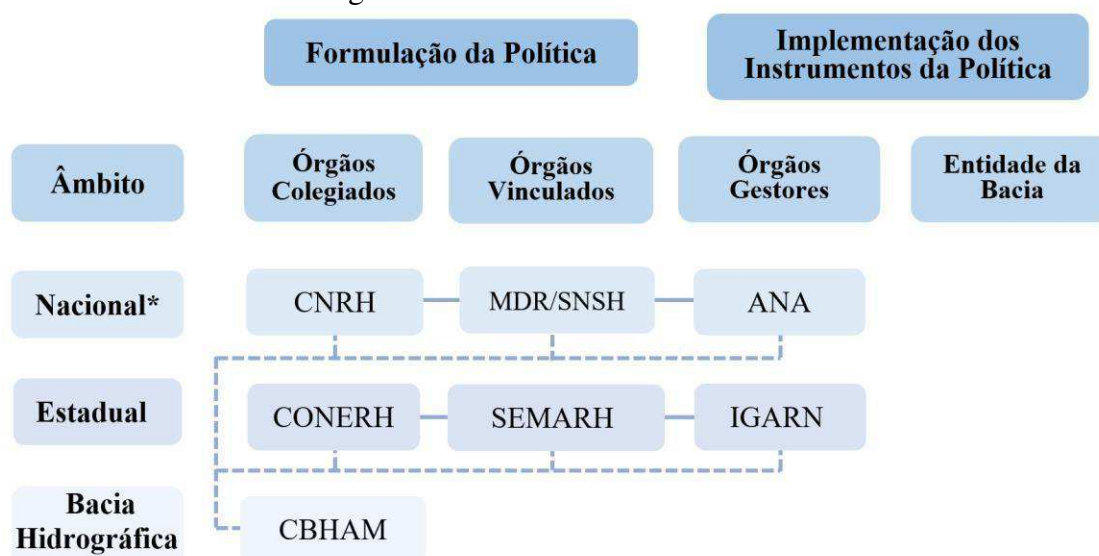 Formulação da Política
Implementação dos
Instrumentos da Política
Âmbito
Órgãos
Colegiados
Órgãos
Vinculados
Órgãos
Gestores
Entidade da
Bacia
Nacional*
CNRH
MDR/SNSH
ANA
Estadual
CONERH
SEMARH
IGARN
Bacia
Hidrográfica
CBHAM